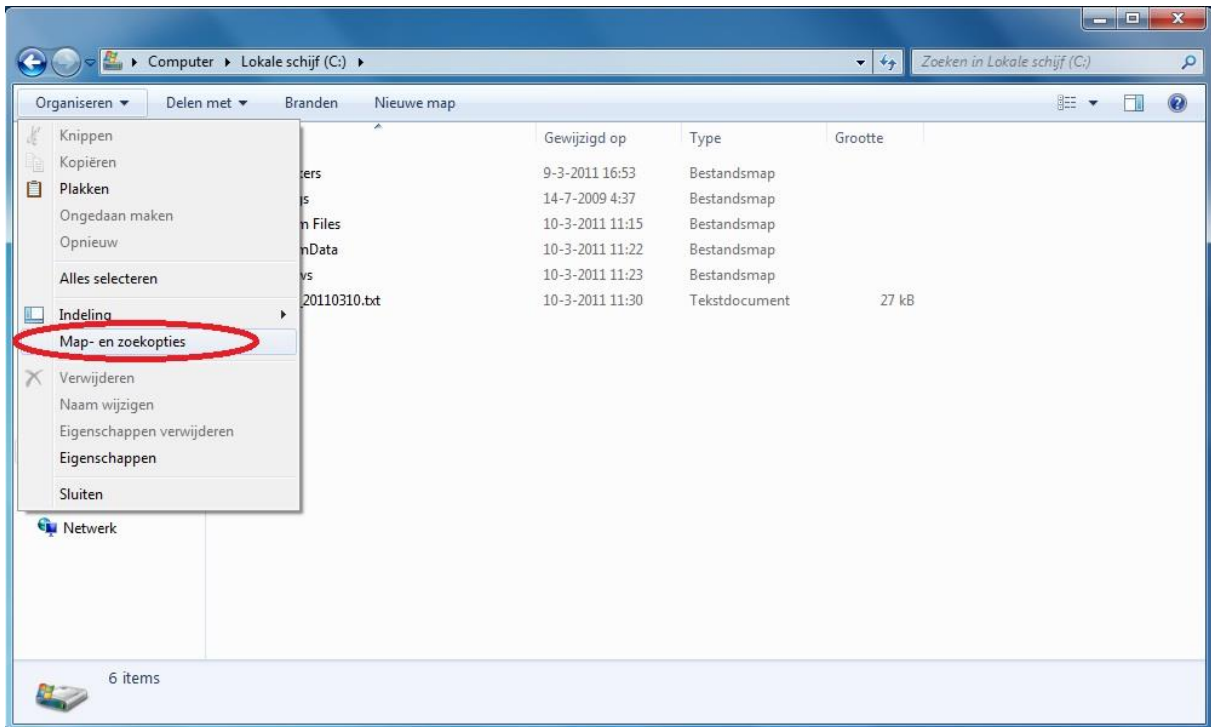 Computer ▸ Lokale schijf (C:) ▸ Zoeken in Lokale schijf (C:)
Organiseren Delen met Branden Nieuwe map
Knippen
Kopiëren
Plakken
Ongedaan maken
Opnieuw
Alles selecteren
Indeling
Map- en zoekopties
Verwijderen
Naam wijzigen
Eigenschappen verwijderen
Eigenschappen
Sluiten
Gewijzigd op Type Grootte
kers 9-3-2011 16:53 Bestandsmap
gs 14-7-2009 4:37 Bestandsmap
m Files 10-3-2011 11:15 Bestandsmap
mData 10-3-2011 11:22 Bestandsmap
ws 10-3-2011 11:23 Bestandsmap
_20110310.txt 10-3-2011 11:30 Tekstdocument 27 kB
Netwerk
6 items